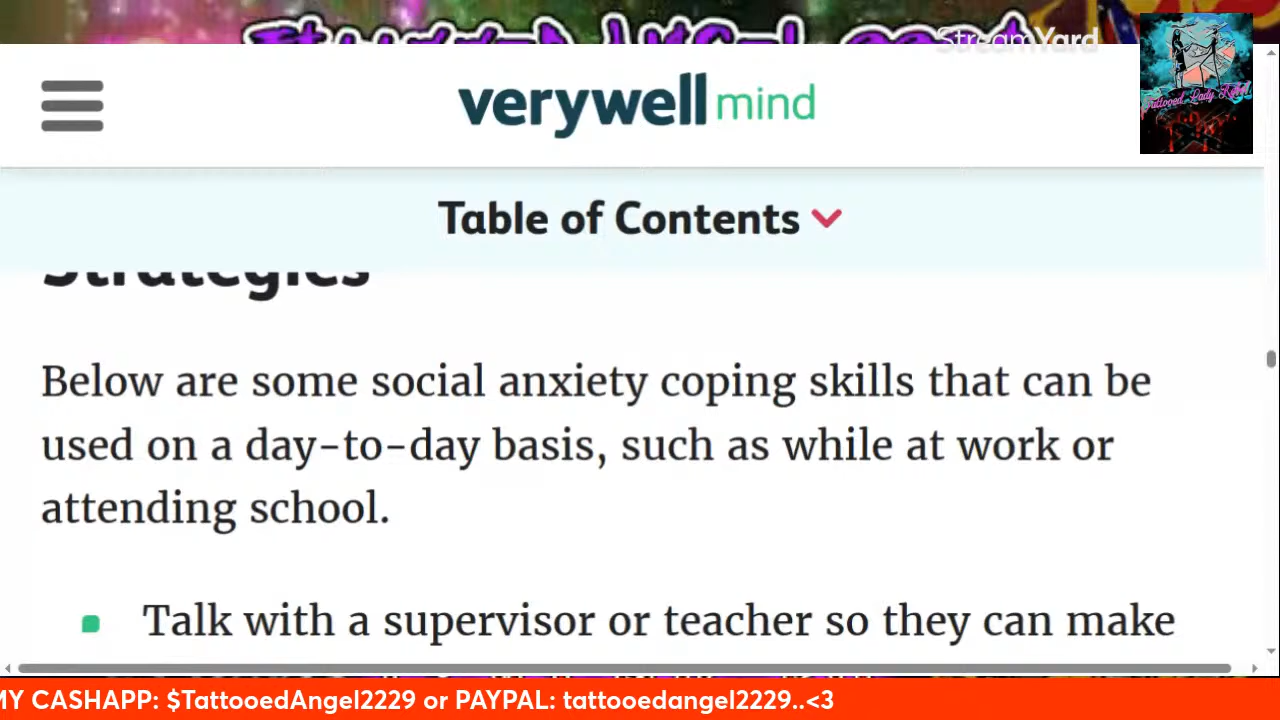 StreamYard
verywell mind
Tattooed Lady
Table of Contents
Strategies
Below are some social anxiety coping skills that can be
used on a day-to-day basis, such as while at work or
attending school.
Talk with a supervisor or teacher so they can make
MY CASHAPP: $TattooedAngel2229 or PAYPAL: tattooedangel2229..<3